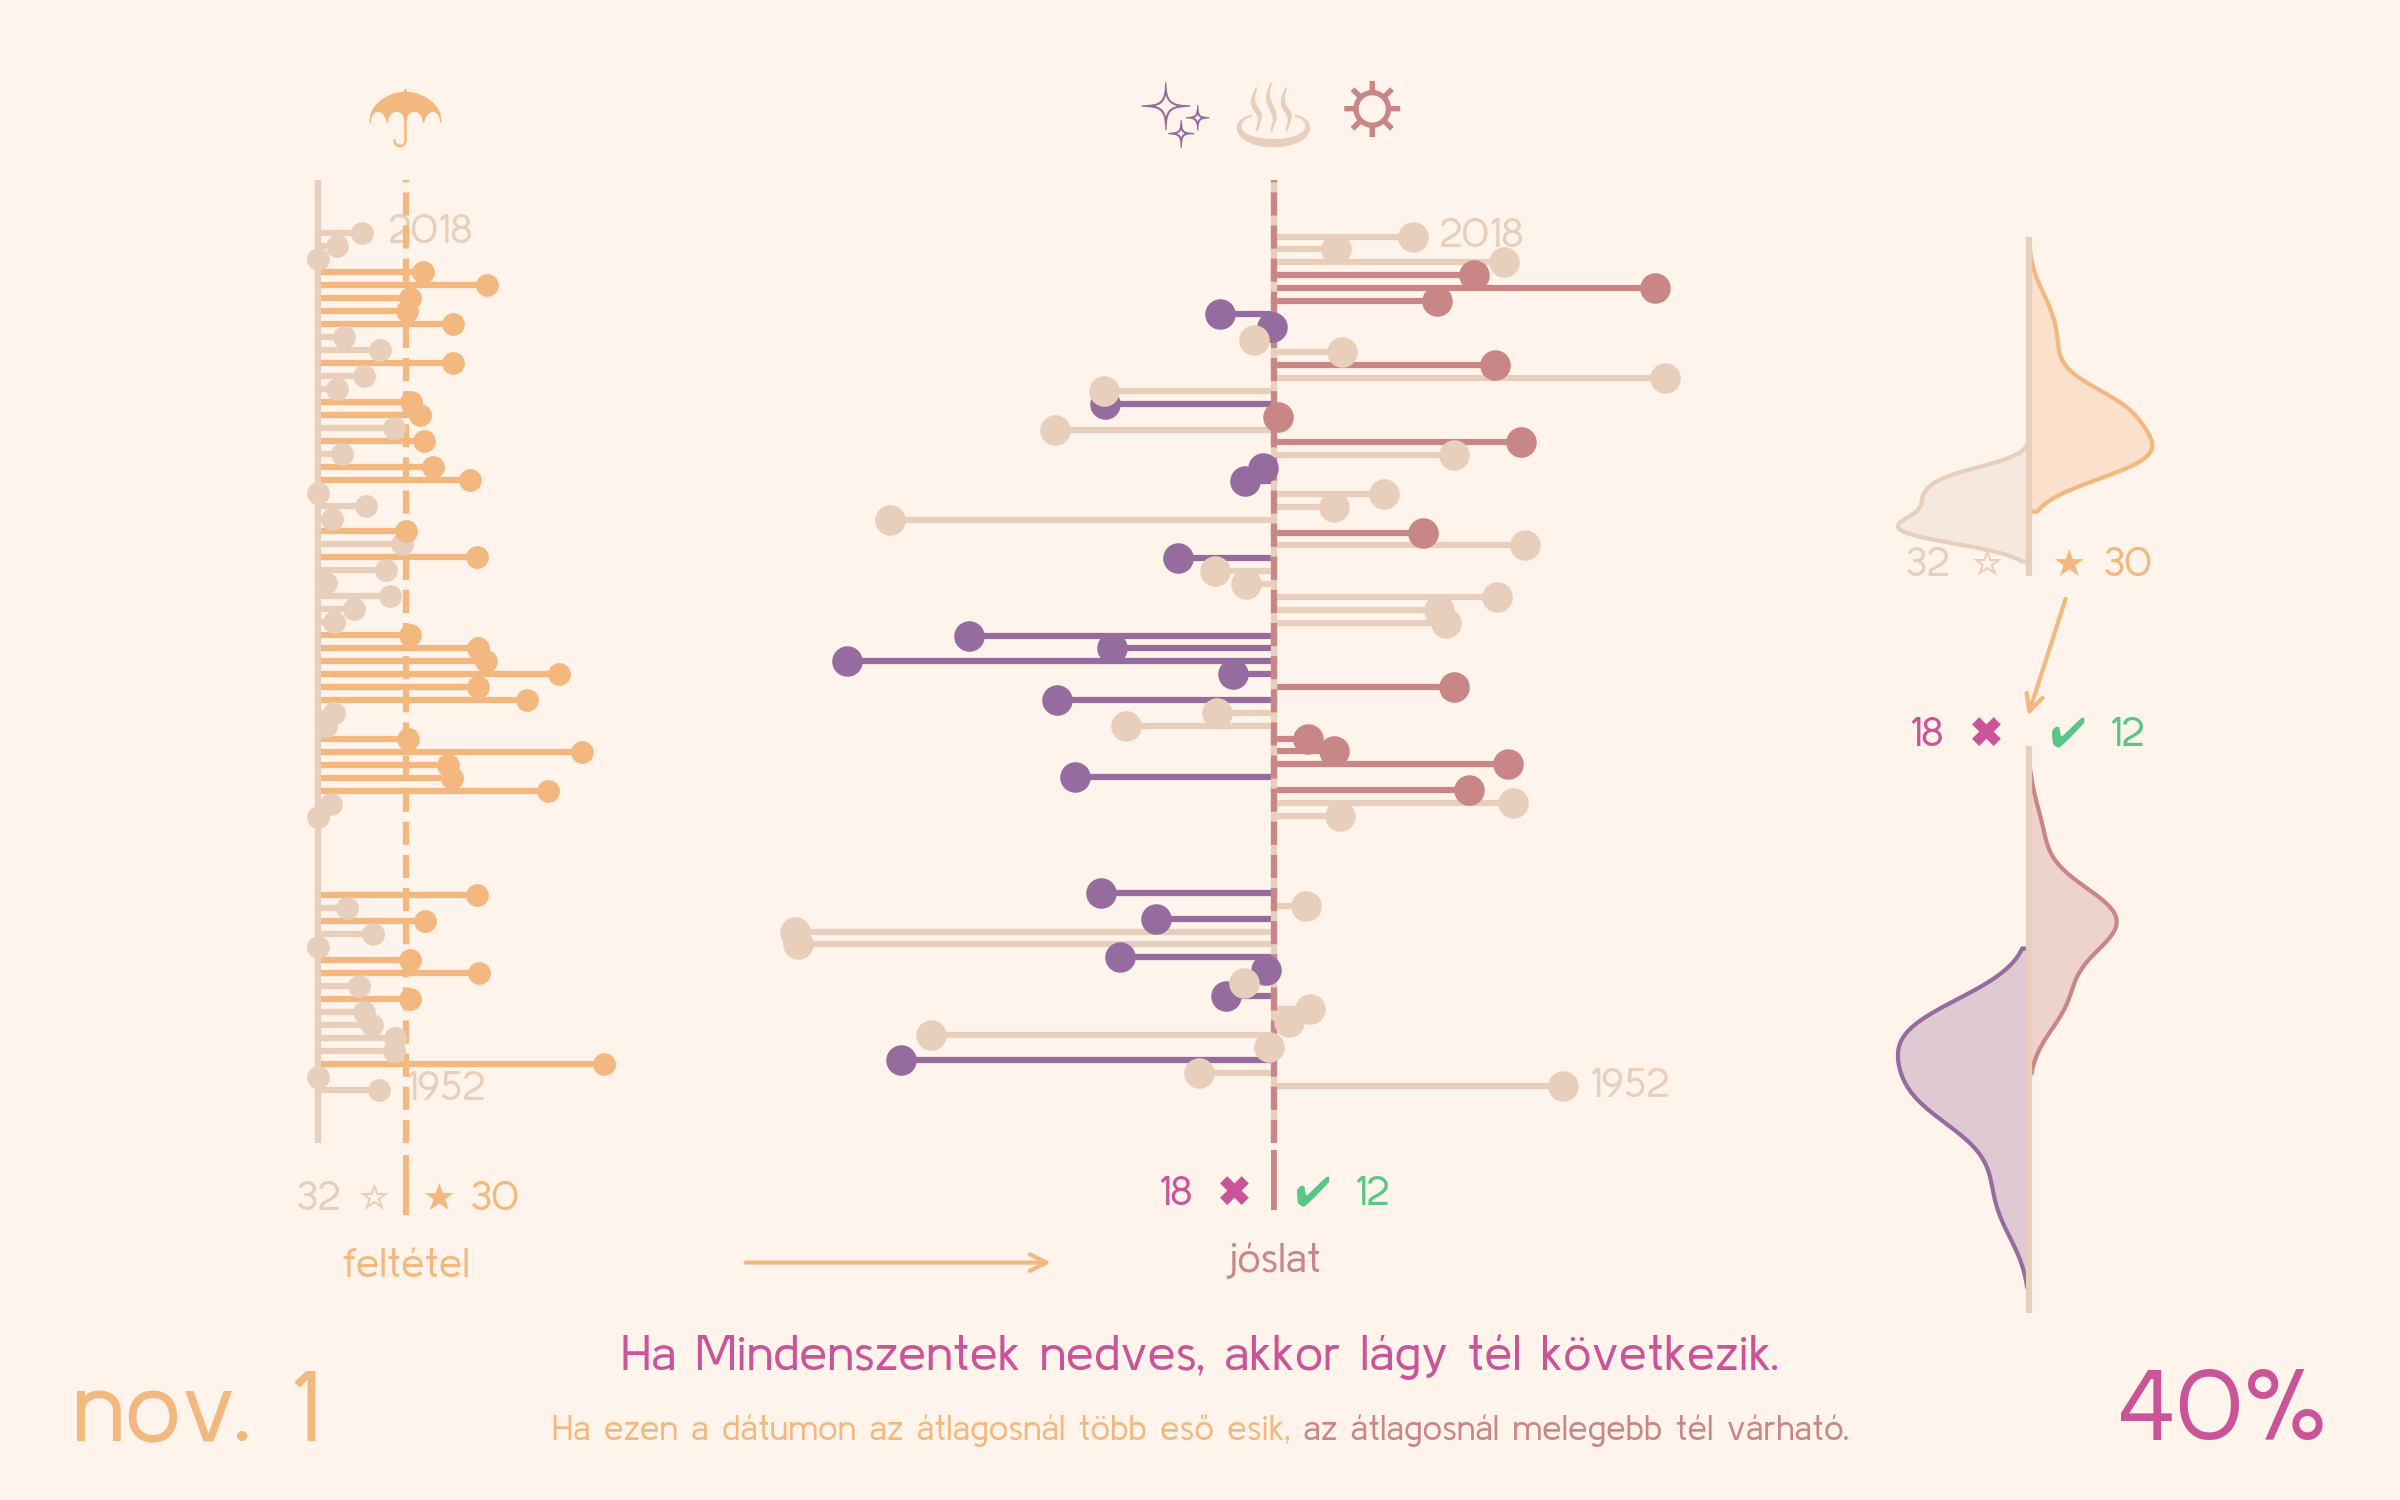 2018
2018
1952
1952
32 ☆ ★ 30
18 ✖ ✔ 12
32 ☆ ★ 30
18 ✖ ✔ 12
feltétel
jóslat
Ha Mindenszentek nedves, akkor lágy tél következik.
nov. 1
Ha ezen a dátumon az átlagosnál több eső esik, az átlagosnál melegebb tél várható.
40%